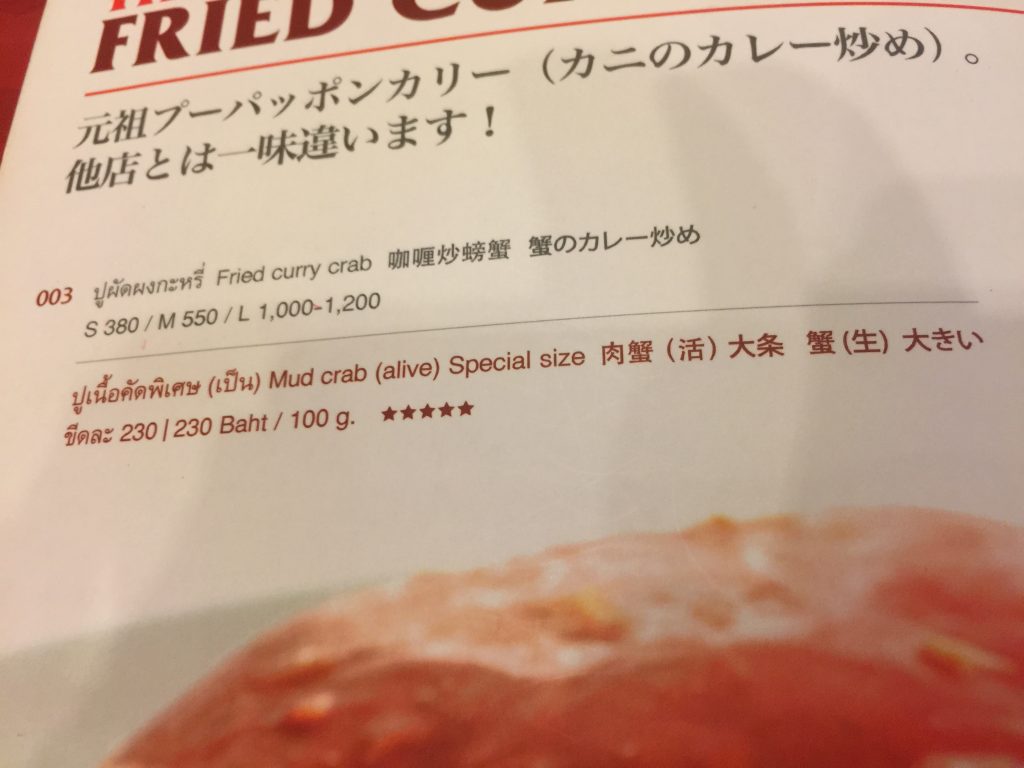 FRIED
元祖プーパッポンカリー（カニのカレー炒め）。
他店とは一味違います！
003 ปูผัดผงกะหรี่ Fried curry crab 咖喱炒螃蟹 蟹のカレー炒め
S 380 / M 550 / L 1,000-1,200
ปูเนื้อคัดพิเศษ (เป็น) Mud crab (alive) Special size 肉蟹（活）大条 蟹(生) 大きい
ขีดละ 230 | 230 Baht / 100 g. ★★★★★